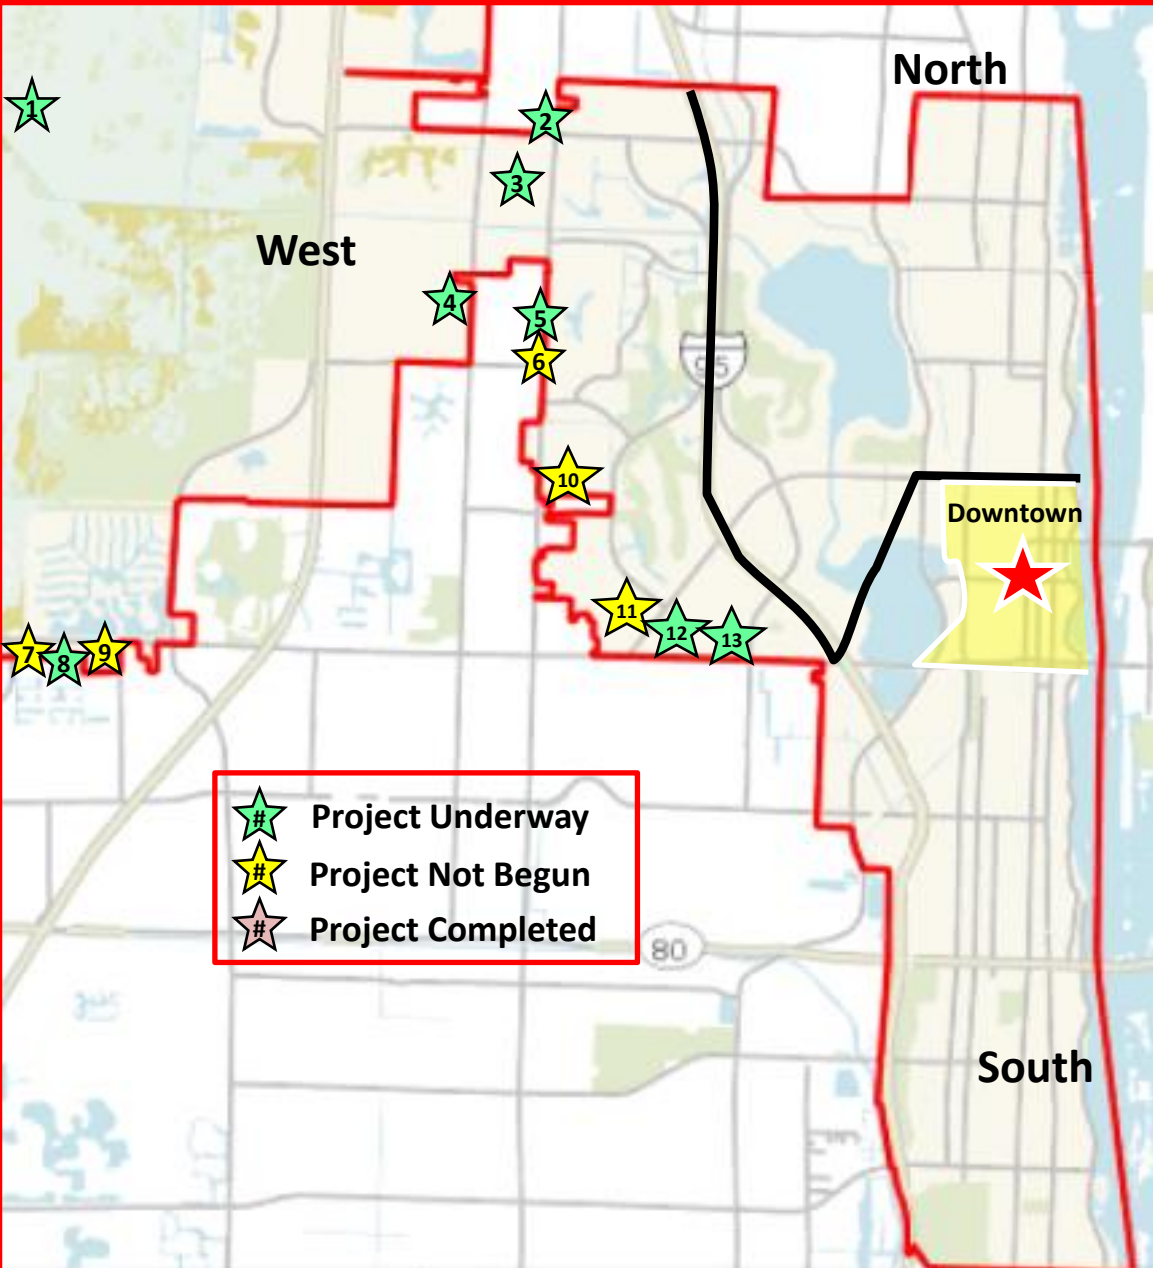 North
1
2
3
West
4
5
6
95
10
Downtown
11
12
13
7
8
9
# Project Underway
# Project Not Begun
# Project Completed
80
South